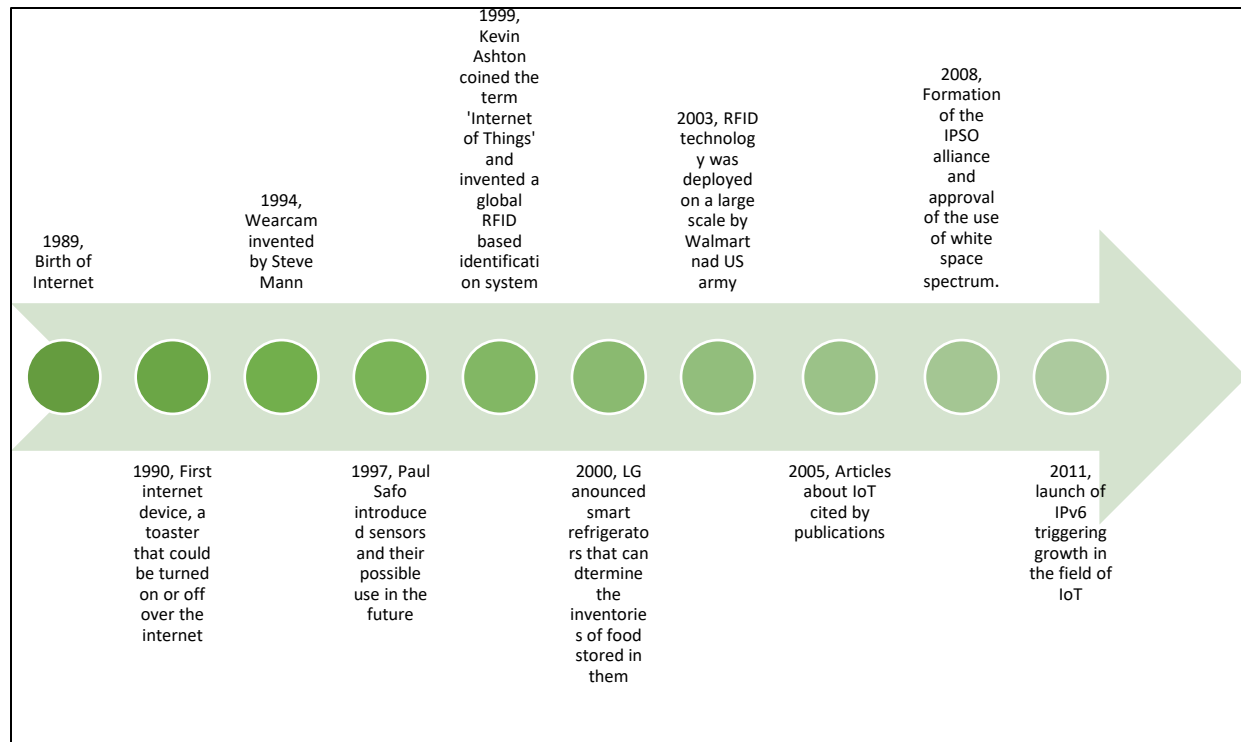 1989,
Birth of
Internet
1990, First
internet
device, a
toaster
that could
be turned
on or off
over the
internet
1994,
Wearcam
invented
by Steve
Mann
1997, Paul
Safo
introduce
d sensors
and their
possible
use in the
future
1999,
Kevin
Ashton
coined the
term
'Internet
of Things'
and
invented a
global
RFID
based
identificati
on system
2000, LG
anounced
smart
refrigerato
rs that can
dtermine
the
inventorie
s of food
stored in
them
2003, RFID
technolog
y was
deployed
on a large
scale by
Walmart
nad US
army
2005, Articles
about IoT
cited by
publications
2008,
Formation
of the
IPSO
alliance
and
approval
of the use
of white
space
spectrum.
2011,
launch of
IPv6
triggering
growth in
the field of
IoT